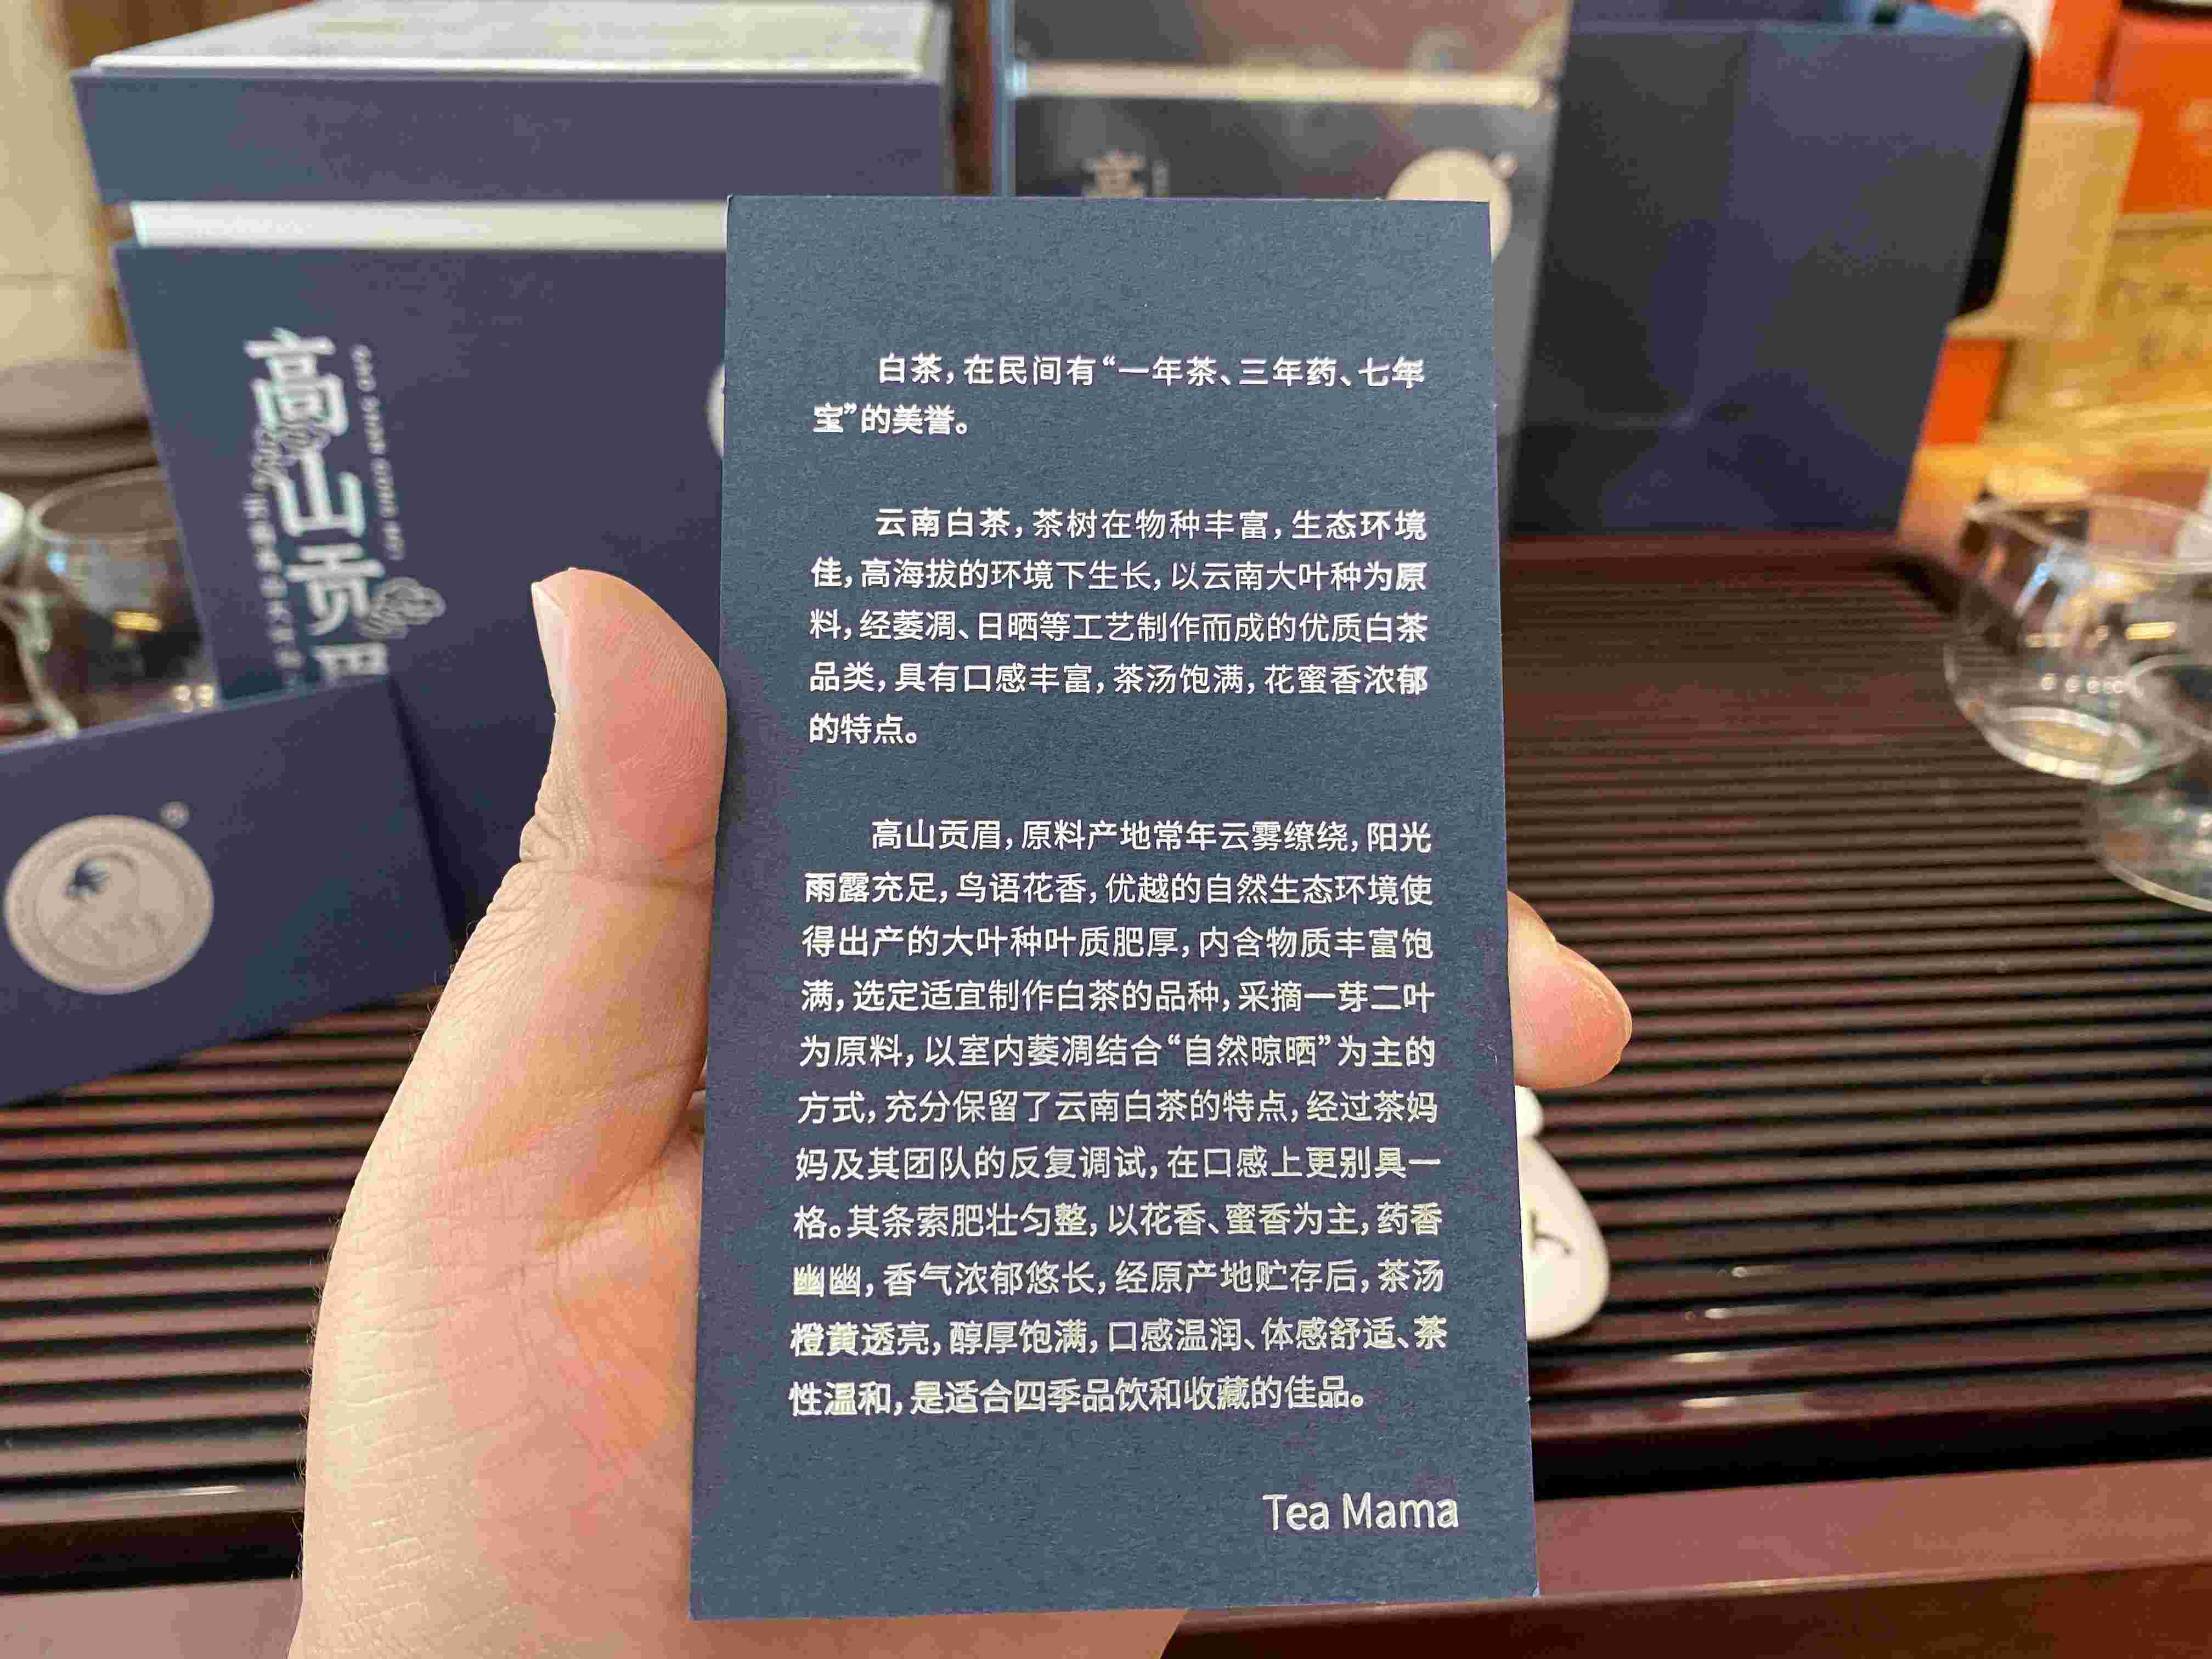 高山贡眉
GAO SHAN GONG MEI
高
白茶，在民间有“一年茶、三年药、七年
宝”的美誉。
云南白茶，茶树在物种丰富，生态环境
佳，高海拔的环境下生长，以云南大叶种为原
料，经萎凋、日晒等工艺制作而成的优质白茶
品类，具有口感丰富，茶汤饱满，花蜜香浓郁
的特点。
高山贡眉，原料产地常年云雾缭绕，阳光
雨露充足，鸟语花香，优越的自然生态环境使
得出产的大叶种叶质肥厚，内含物质丰富饱
满，选定适宜制作白茶的品种，采摘一芽二叶
为原料，以室内萎凋结合“自然晾晒”为主的
方式，充分保留了云南白茶的特点，经过茶妈
妈及其团队的反复调试，在口感上更别具一
格。其条索肥壮匀整，以花香、蜜香为主，药香
幽幽，香气浓郁悠长，经原产地贮存后，茶汤
橙黄透亮，醇厚饱满，口感温润、体感舒适、茶
性温和，是适合四季品饮和收藏的佳品。
Tea Mama